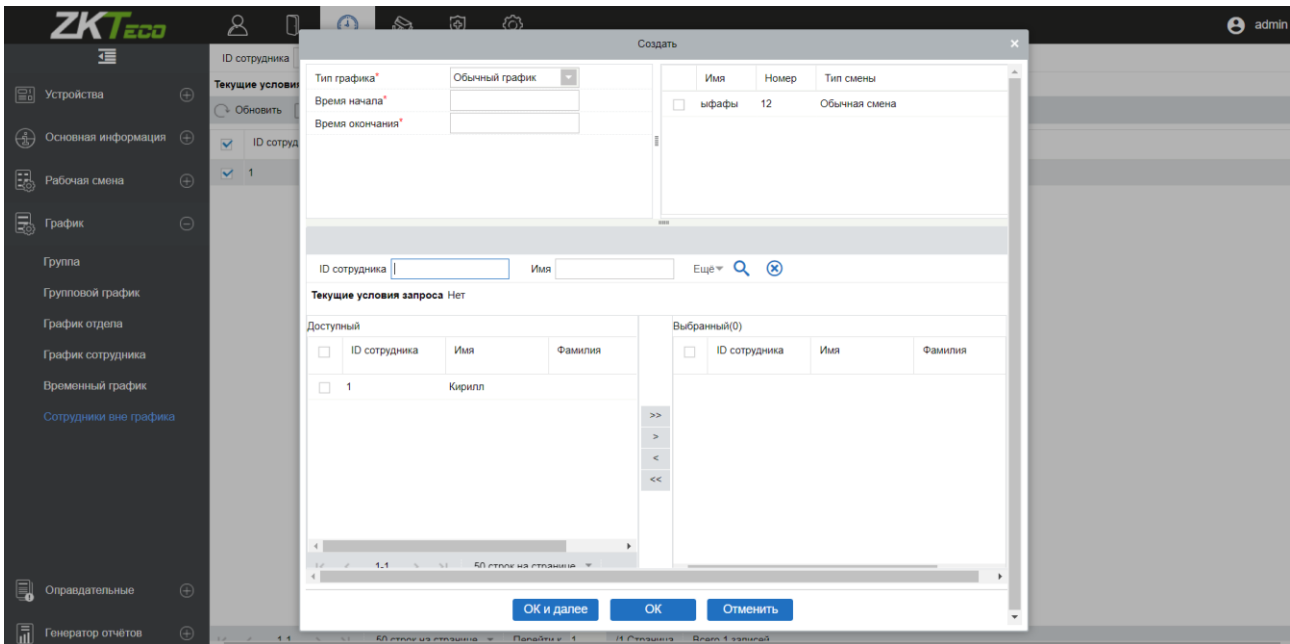 ZKTeco
admin
Создать
ID сотрудника
Текущие условия
Обновить
ID сотруд
1
Устройства
Основная информация
Рабочая смена
График
Группа
Групповой график
График отдела
График сотрудника
Временный график
Сотрудники вне графика
Оправдательные
Генератор отчётов
Тип графика* Обычный график
Время начала*
Время окончания*
Имя Номер Тип смены
ыфафы 12 Обычная смена
ID сотрудника Имя Ещё
Текущие условия запроса Нет
Доступный Выбранный(0)
ID сотрудника Имя Фамилия ID сотрудника Имя Фамилия
1 Кирилл
>>
>
<
<<
1-1 50 строк на странице
ОК и далее ОК Отменить
1-1 50 строк на странице Перейти к 1 /1 Страница Всего 1 записей